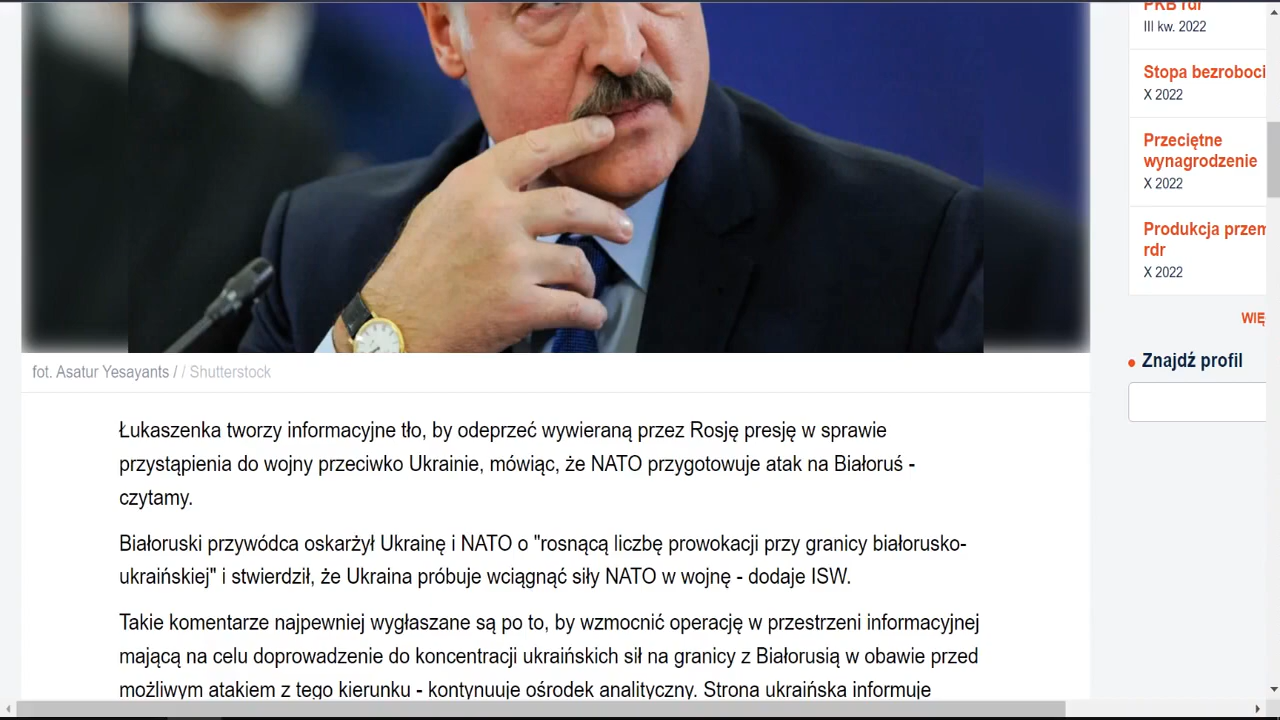 fot. Asatur Yesayants / / Shutterstock
Łukaszenka tworzy informacyjne tło, by odeprzeć wywieraną przez Rosję presję w sprawie
przystąpienia do wojny przeciwko Ukrainie, mówiąc, że NATO przygotowuje atak na Białoruś -
czytamy.
Białoruski przywódca oskarżył Ukrainę i NATO o "rosnącą liczbę prowokacji przy granicy białorusko-
ukraińskiej" i stwierdził, że Ukraina próbuje wciągnąć siły NATO w wojnę - dodaje ISW.
Takie komentarze najpewniej wygłaszane są po to, by wzmocnić operację w przestrzeni informacyjnej
mającą na celu doprowadzenie do koncentracji ukraińskich sił na granicy z Białorusią w obawie przed
możliwym atakiem z tego kierunku - kontynuuje ośrodek analityczny. Strona ukraińska informuje
PKB rdr
III kw. 2022
Stopa bezroboci
X 2022
Przeciętne
wynagrodzenie
X 2022
Produkcja przem
rdr
X 2022
WIĘ
Znajdź profil